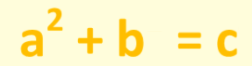 a² + b = c